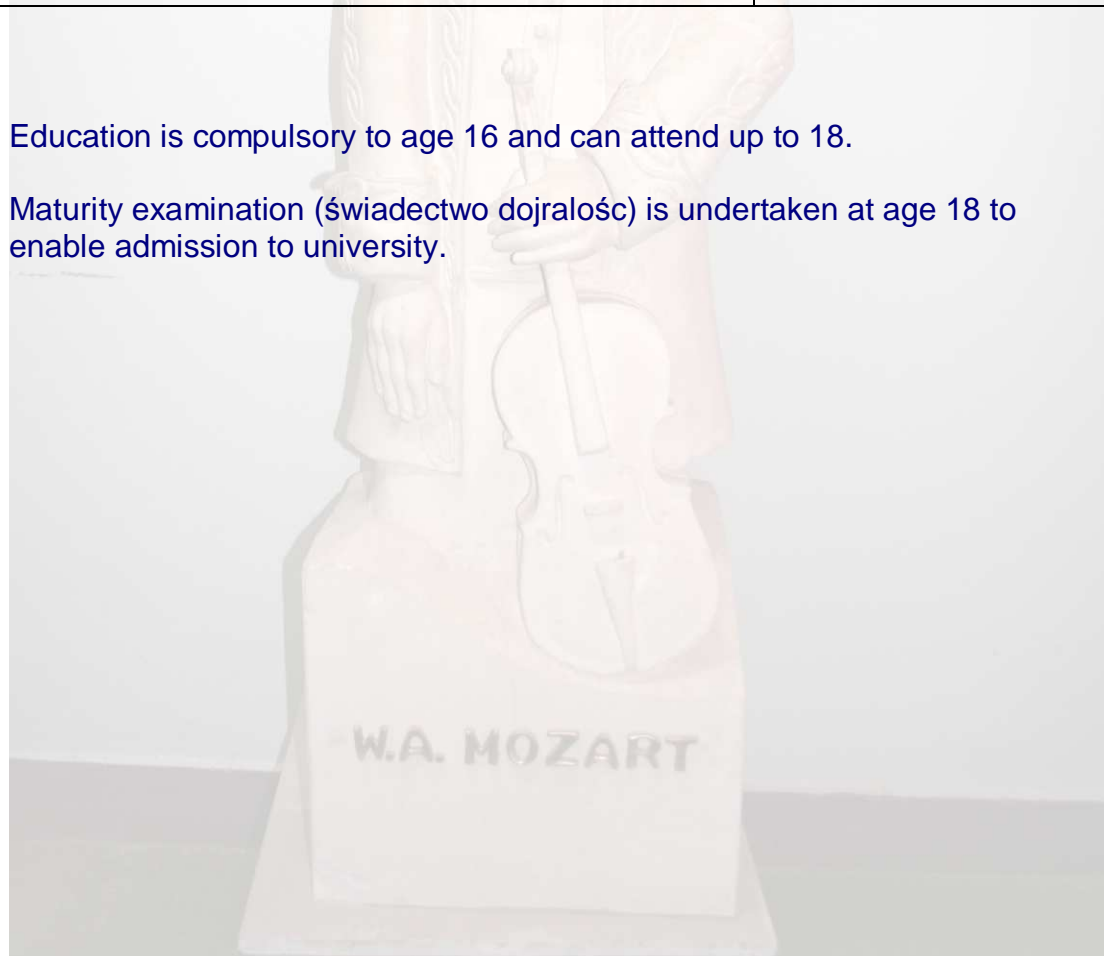 Education is compulsory to age 16 and can attend up to 18.
Maturity examination (świadectwo dojralośc) is undertaken at age 18 to
enable admission to university.
W.A. MOZART